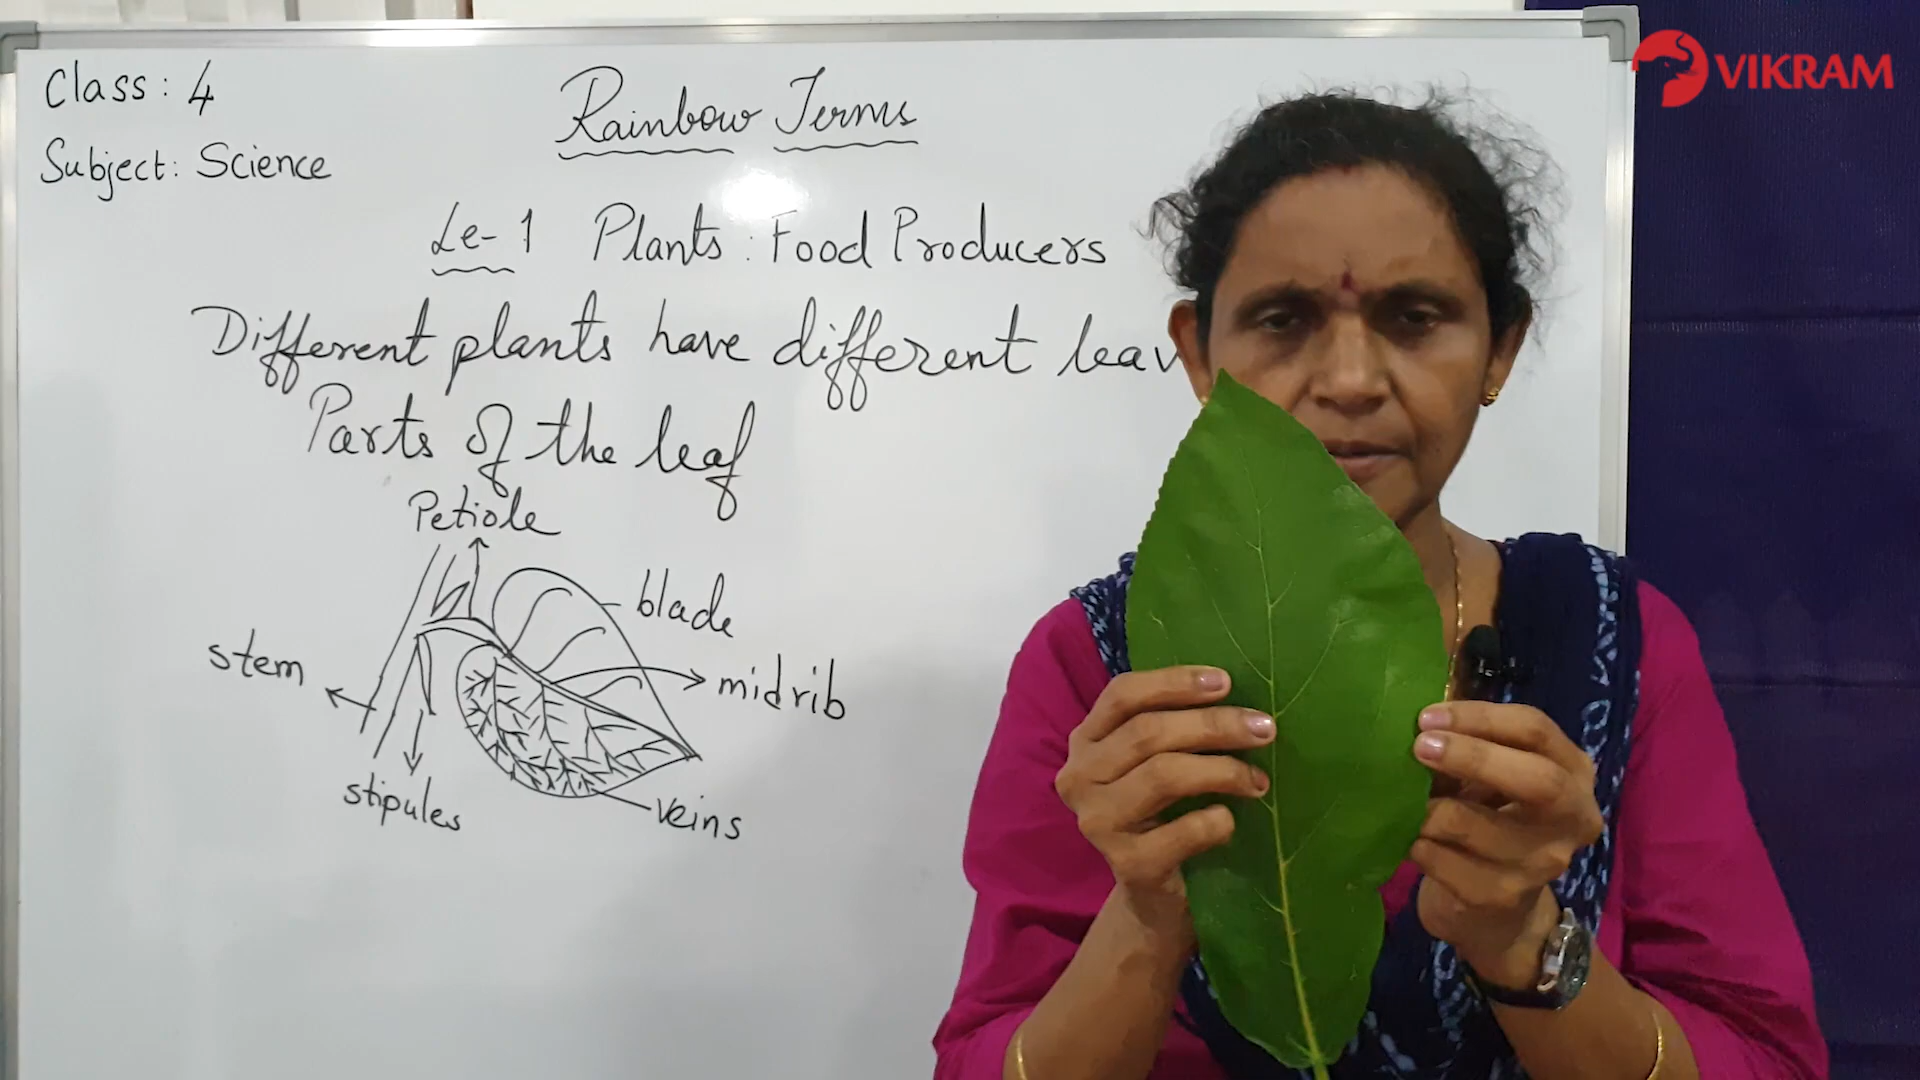 VIKRAM
Class: 4
Rainbow Terms
Subject: Science
Le-1 Plants: Food Producers
Different plants have different leav
Parts of the leaf
Petiole
blade
stem
midrib
stipules
veins